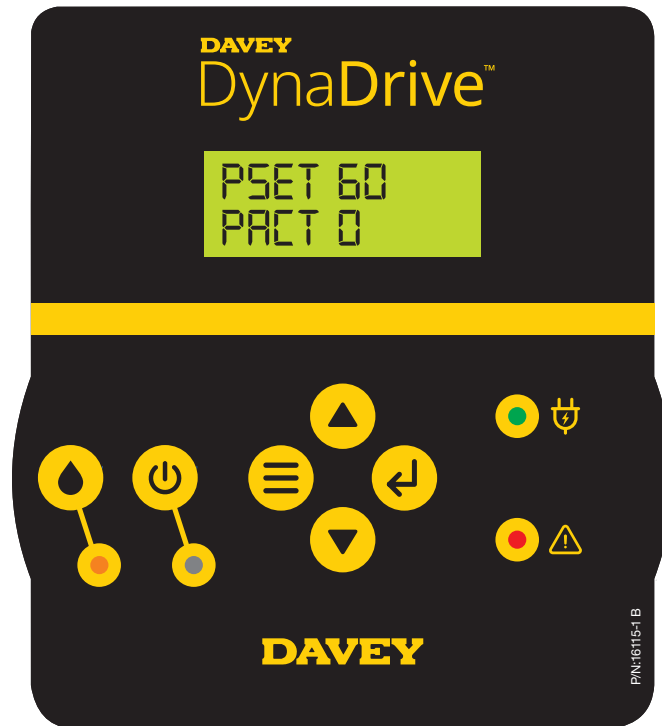 DAVEY
DynaDrive™
PSET 60
PACT 0
DAVEY
P/N:16115-1 B